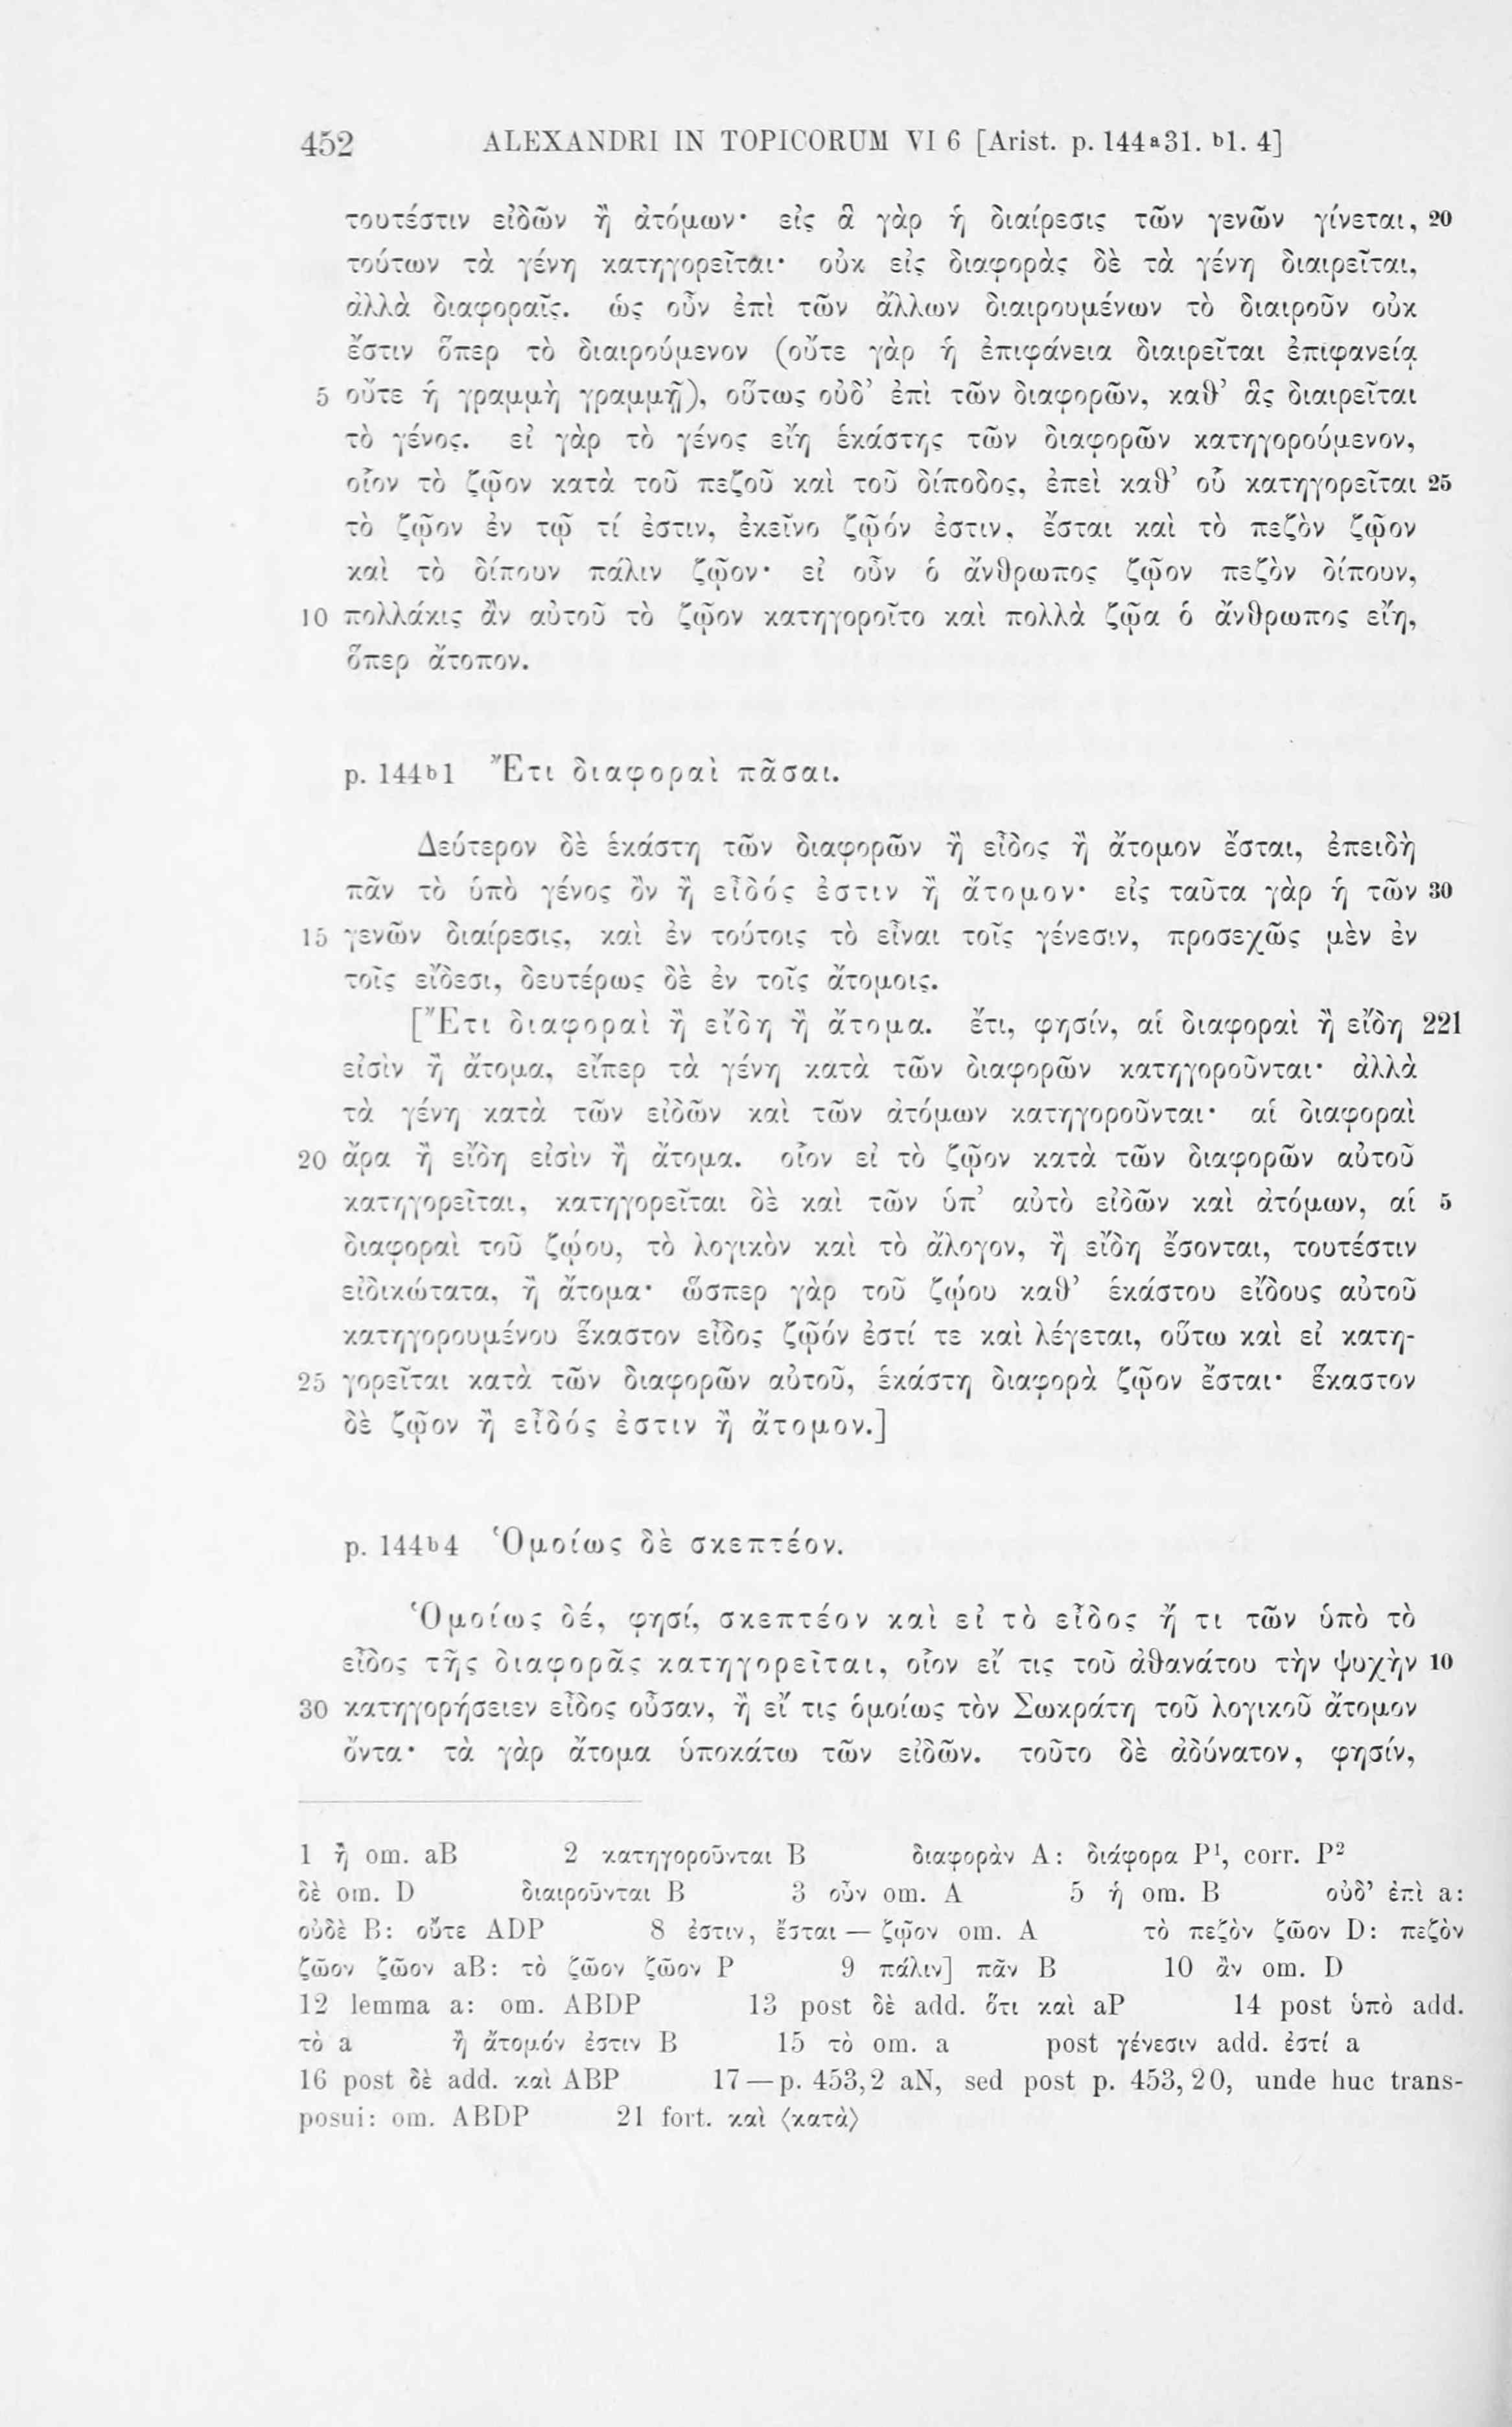 452 ALEXANDRI IN TOPICORUM VI 6 [Arist. p. 144ᵃ31. ᵇ1. 4]
τουτέστιν εἰδῶν ἢ ἀτόμων· εἰς ἃ γὰρ ἡ διαίρεσις τῶν γενῶν γίνεται, 20
τούτων τὰ γένη κατηγορεῖται· οὐκ εἰς διαφορὰς δὲ τὰ γένη διαιρεῖται,
ἀλλὰ διαφοραῖς. ὡς οὖν ἐπὶ τῶν ἄλλων διαιρουμένων τὸ διαιροῦν οὐκ
ἔστιν ὅπερ τὸ διαιρούμενον (οὔτε γὰρ ἡ ἐπιφάνεια διαιρεῖται ἐπιφανείᾳ
5 οὔτε ἡ γραμμὴ γραμμῇ), οὕτως οὐδ’ ἐπὶ τῶν διαφορῶν, καθ’ ἃς διαιρεῖται
τὸ γένος. εἰ γὰρ τὸ γένος εἴη ἑκάστης τῶν διαφορῶν κατηγορούμενον,
οἷον τὸ ζῷον κατὰ τοῦ πεζοῦ καὶ τοῦ δίποδος, ἐπεὶ καθ’ οὗ κατηγορεῖται 25
τὸ ζῷον ἐν τῷ τί ἐστιν, ἐκεῖνο ζῷόν ἐστιν, ἔσται καὶ τὸ πεζὸν ζῷον
καὶ τὸ δίπουν πάλιν ζῷον· εἰ οὖν ὁ ἄνθρωπος ζῷον πεζὸν δίπουν,
10 πολλάκις ἂν αὐτοῦ τὸ ζῷον κατηγοροῖτο καὶ πολλὰ ζῷα ὁ ἄνθρωπος εἴη,
ὅπερ ἄτοπον.
p. 144ᵇ1 Ἔτι διαφοραὶ πᾶσαι.
Δεύτερον δὲ ἑκάστη τῶν διαφορῶν ἢ εἶδος ἢ ἄτομον ἔσται, ἐπειδὴ
πᾶν τὸ ὑπὸ γένος ὂν ἢ εἶδός ἐστιν ἢ ἄτομον· εἰς ταῦτα γὰρ ἡ τῶν 30
15 γενῶν διαίρεσις, καὶ ἐν τούτοις τὸ εἶναι τοῖς γένεσιν, προσεχῶς μὲν ἐν
τοῖς εἴδεσι, δευτέρως δὲ ἐν τοῖς ἄτομοις.
[Ἔτι διαφοραὶ ἢ εἴδη ἢ ἄτομα. ἔτι, φησίν, αἱ διαφοραὶ ἢ εἴδη 221
εἰσὶν ἢ ἄτομα, εἴπερ τὰ γένη κατὰ τῶν διαφορῶν κατηγοροῦνται· ἀλλὰ
τὰ γένη κατὰ τῶν εἰδῶν καὶ τῶν ἀτόμων κατηγοροῦνται· αἱ διαφοραὶ
20 ἄρα ἢ εἴδη εἰσὶν ἢ ἄτομα. οἷον εἰ τὸ ζῷον κατὰ τῶν διαφορῶν αὐτοῦ
κατηγορεῖται, κατηγορεῖται δὲ καὶ τῶν ὑπ’ αὐτὸ εἰδῶν καὶ ἀτόμων, αἱ 5
διαφοραὶ τοῦ ζῴου, τὸ λογικὸν καὶ τὸ ἄλογον, ἢ εἴδη ἔσονται, τουτέστιν
εἰδικώτατα, ἢ ἄτομα· ὥσπερ γὰρ τοῦ ζῴου καθ’ ἑκάστου εἴδους αὐτοῦ
κατηγορουμένου ἕκαστον εἶδος ζῷόν ἐστί τε καὶ λέγεται, οὕτω καὶ εἰ κατη-
25 γορεῖται κατὰ τῶν διαφορῶν αὐτοῦ, ἑκάστη διαφορὰ ζῷον ἔσται· ἕκαστον
δὲ ζῷον ἢ εἶδός ἐστιν ἢ ἄτομον.]
p. 144ᵇ4 Ὁμοίως δὲ σκεπτέον.
Ὁμοίως δέ, φησί, σκεπτέον καὶ εἰ τὸ εἶδος ἤ τι τῶν ὑπὸ τὸ
εἶδος τῆς διαφορᾶς κατηγορεῖται, οἷον εἴ τις τοῦ ἀθανάτου τὴν ψυχὴν 10
30 κατηγορήσειεν εἶδος οὖσαν, ἢ εἴ τις ὁμοίως τὸν Σωκράτη τοῦ λογικοῦ ἄτομον
ὄντα· τὰ γὰρ ἄτομα ὑποκάτω τῶν εἰδῶν. τοῦτο δὲ ἀδύνατον, φησίν,
1 ἢ om. aB 2 κατηγοροῦνται B διαφορὰν A: διάφορα P¹, corr. P²
δὲ om. D διαιροῦνται B 3 οὖν om. A 5 ἡ om. B οὐδ’ ἐπὶ a:
οὐδὲ B: οὔτε ADP 8 ἐστιν, ἔσται — ζῷον om. A τὸ πεζὸν ζῶον D: πεζὸν
ζῶον ζῶον aB: τὸ ζῶον ζῶον P 9 πάλιν] πᾶν B 10 ἂν om. D
12 lemma a: om. ABDP 13 post δὲ add. ὅτι καὶ aP 14 post ὑπὸ add.
τὸ a ἢ ἄτομόν ἐστιν B 15 τὸ om. a post γένεσιν add. ἐστί a
16 post δὲ add. καὶ ABP 17—p. 453,2 aN, sed post p. 453,20, unde huc trans-
posui: om. ABDP 21 fort. καὶ ⟨κατὰ⟩